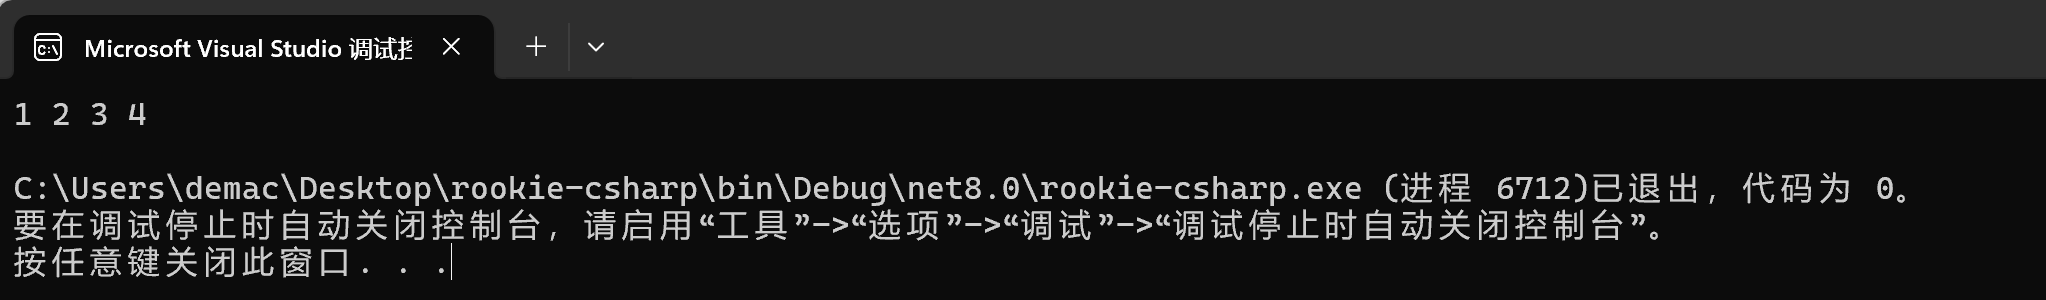 Microsoft Visual Studio 调试
1 2 3 4
C:\Users\demac\Desktop\rookie-csharp\bin\Debug\net8.0\rookie-csharp.exe (进程 6712)已退出，代码为 0。
要在调试停止时自动关闭控制台，请启用“工具”->“选项”->“调试”->“调试停止时自动关闭控制台”。
按任意键关闭此窗口. . .